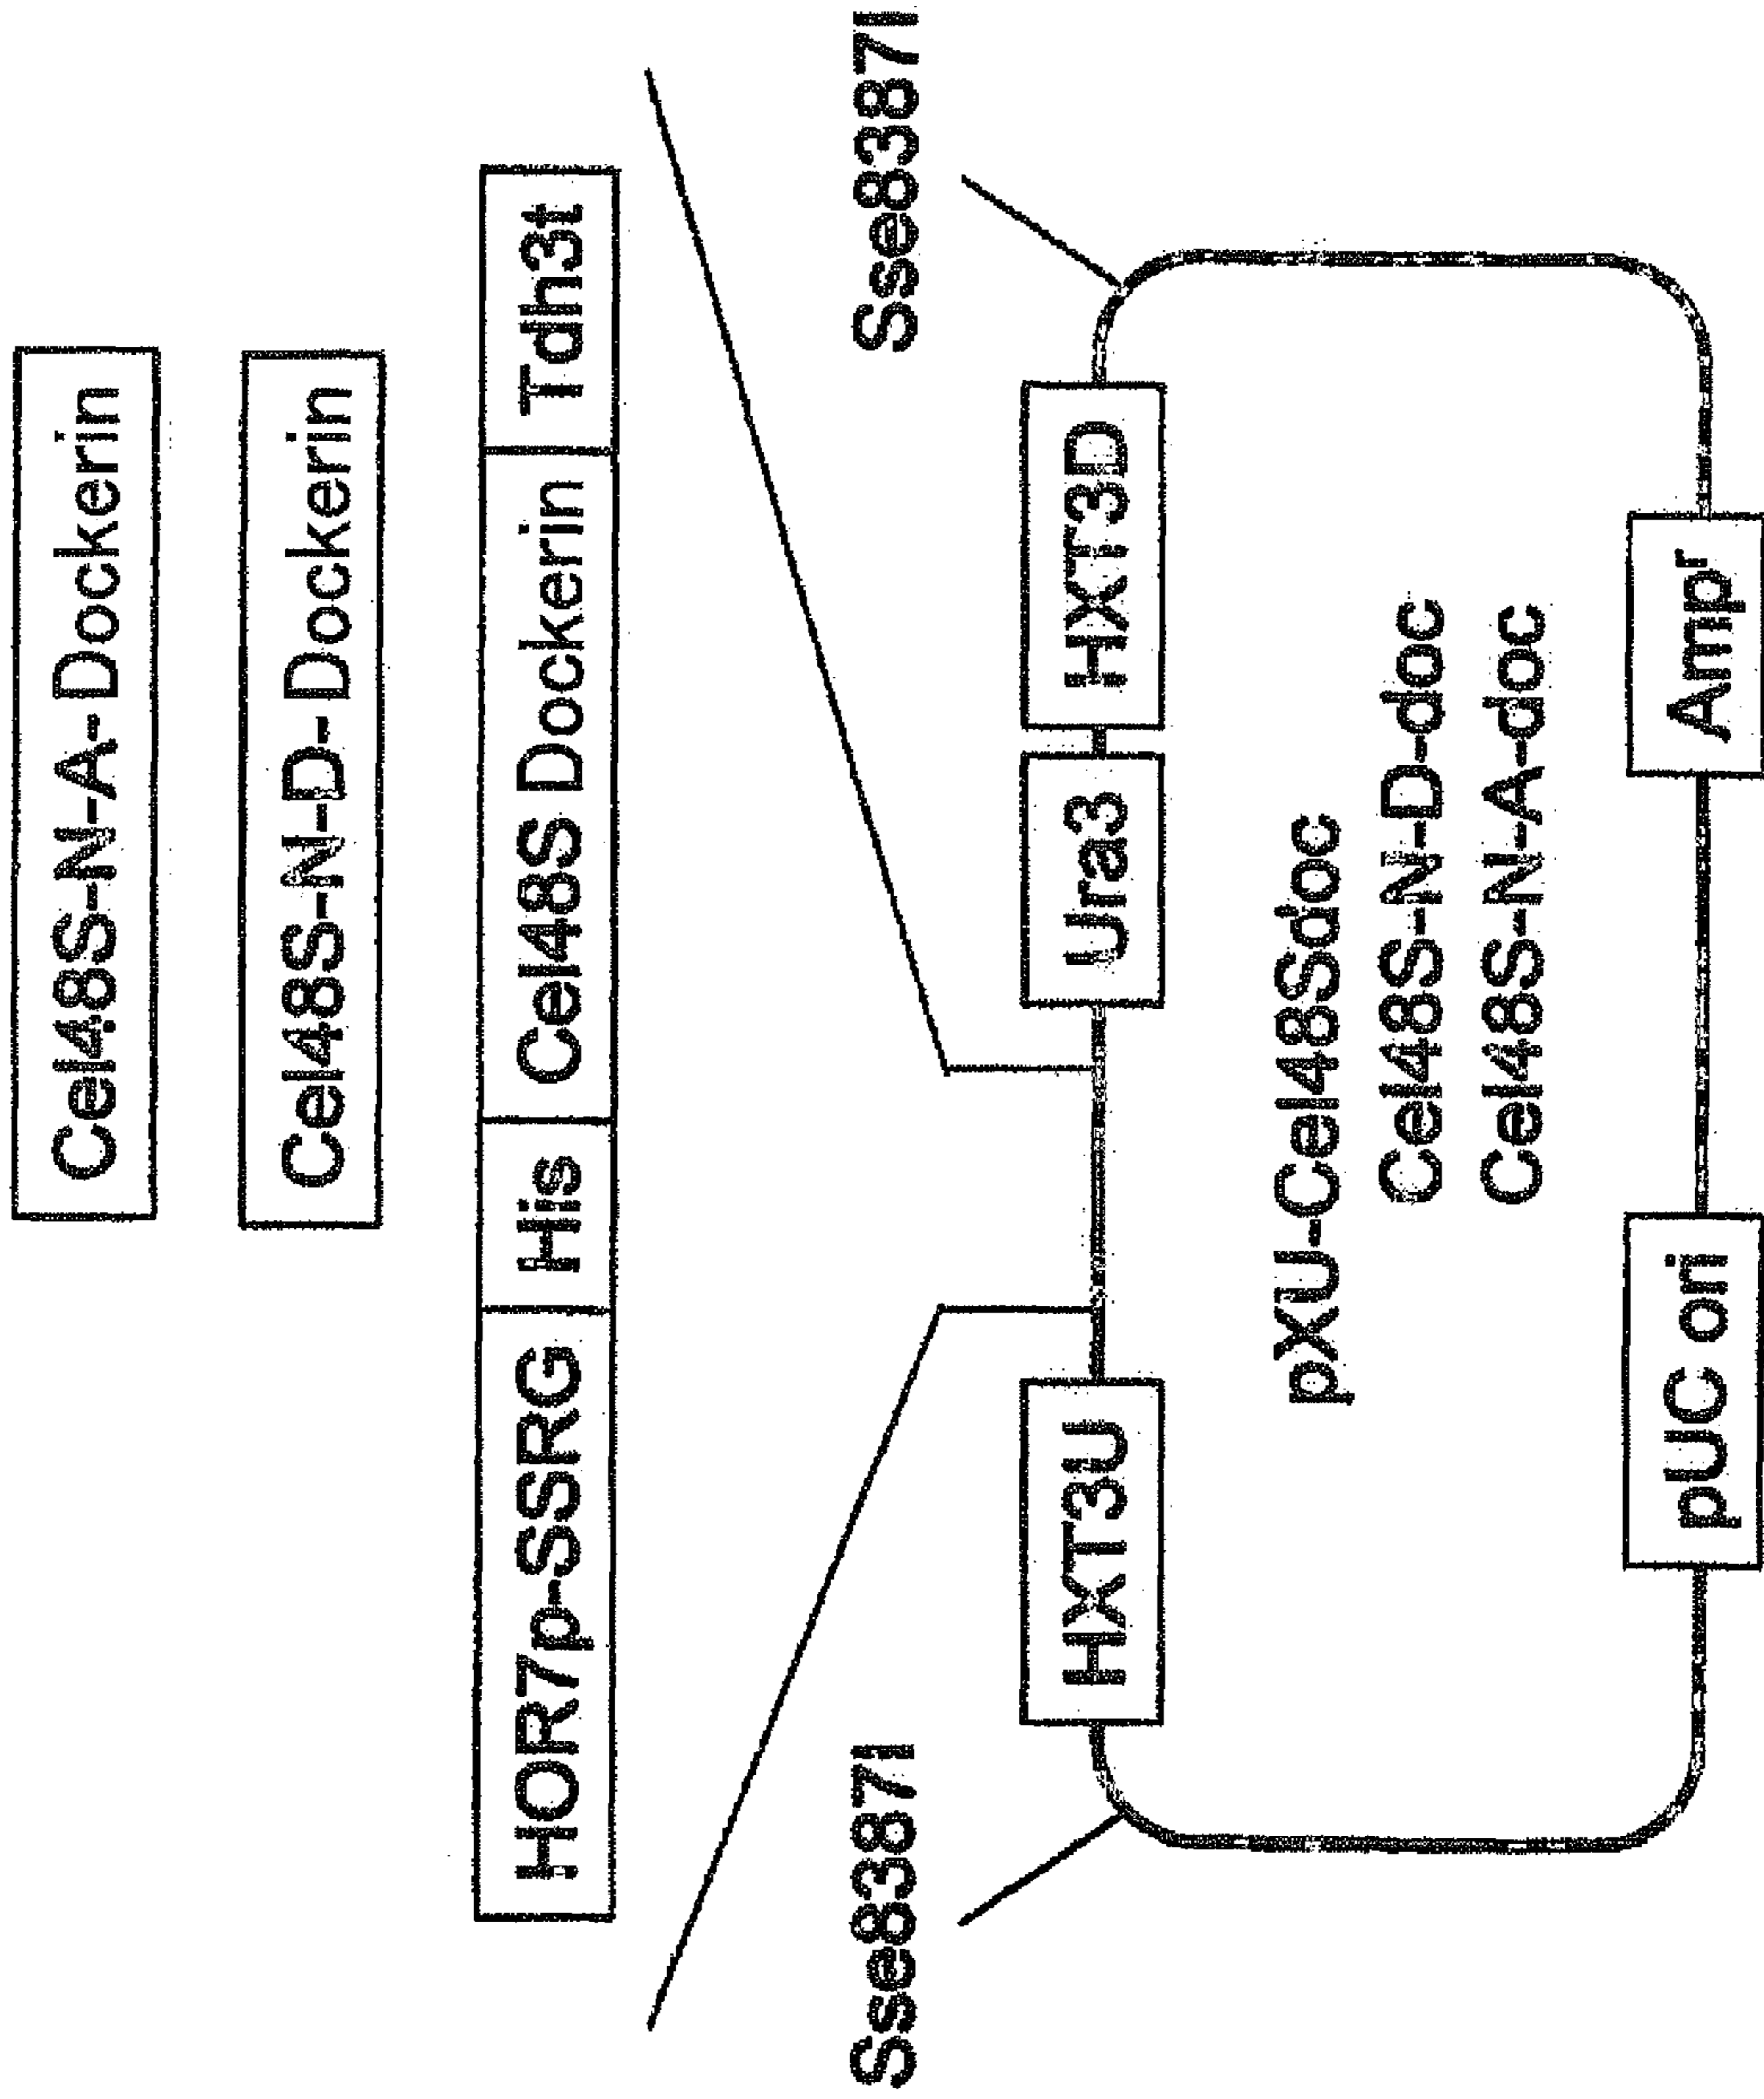 Cel48S-N-A-Dockerin
Cel48S-N-D-Dockerin
HOR7p-SSRG His Cel48S Dockerin Tdh3t
Sse8387I Sse8387I
HXT3U Ura3 HXT3D
pXU-Cel48Sdoc
Cel48S-N-D-doc
Cel48S-N-A-doc
pUC ori Ampr